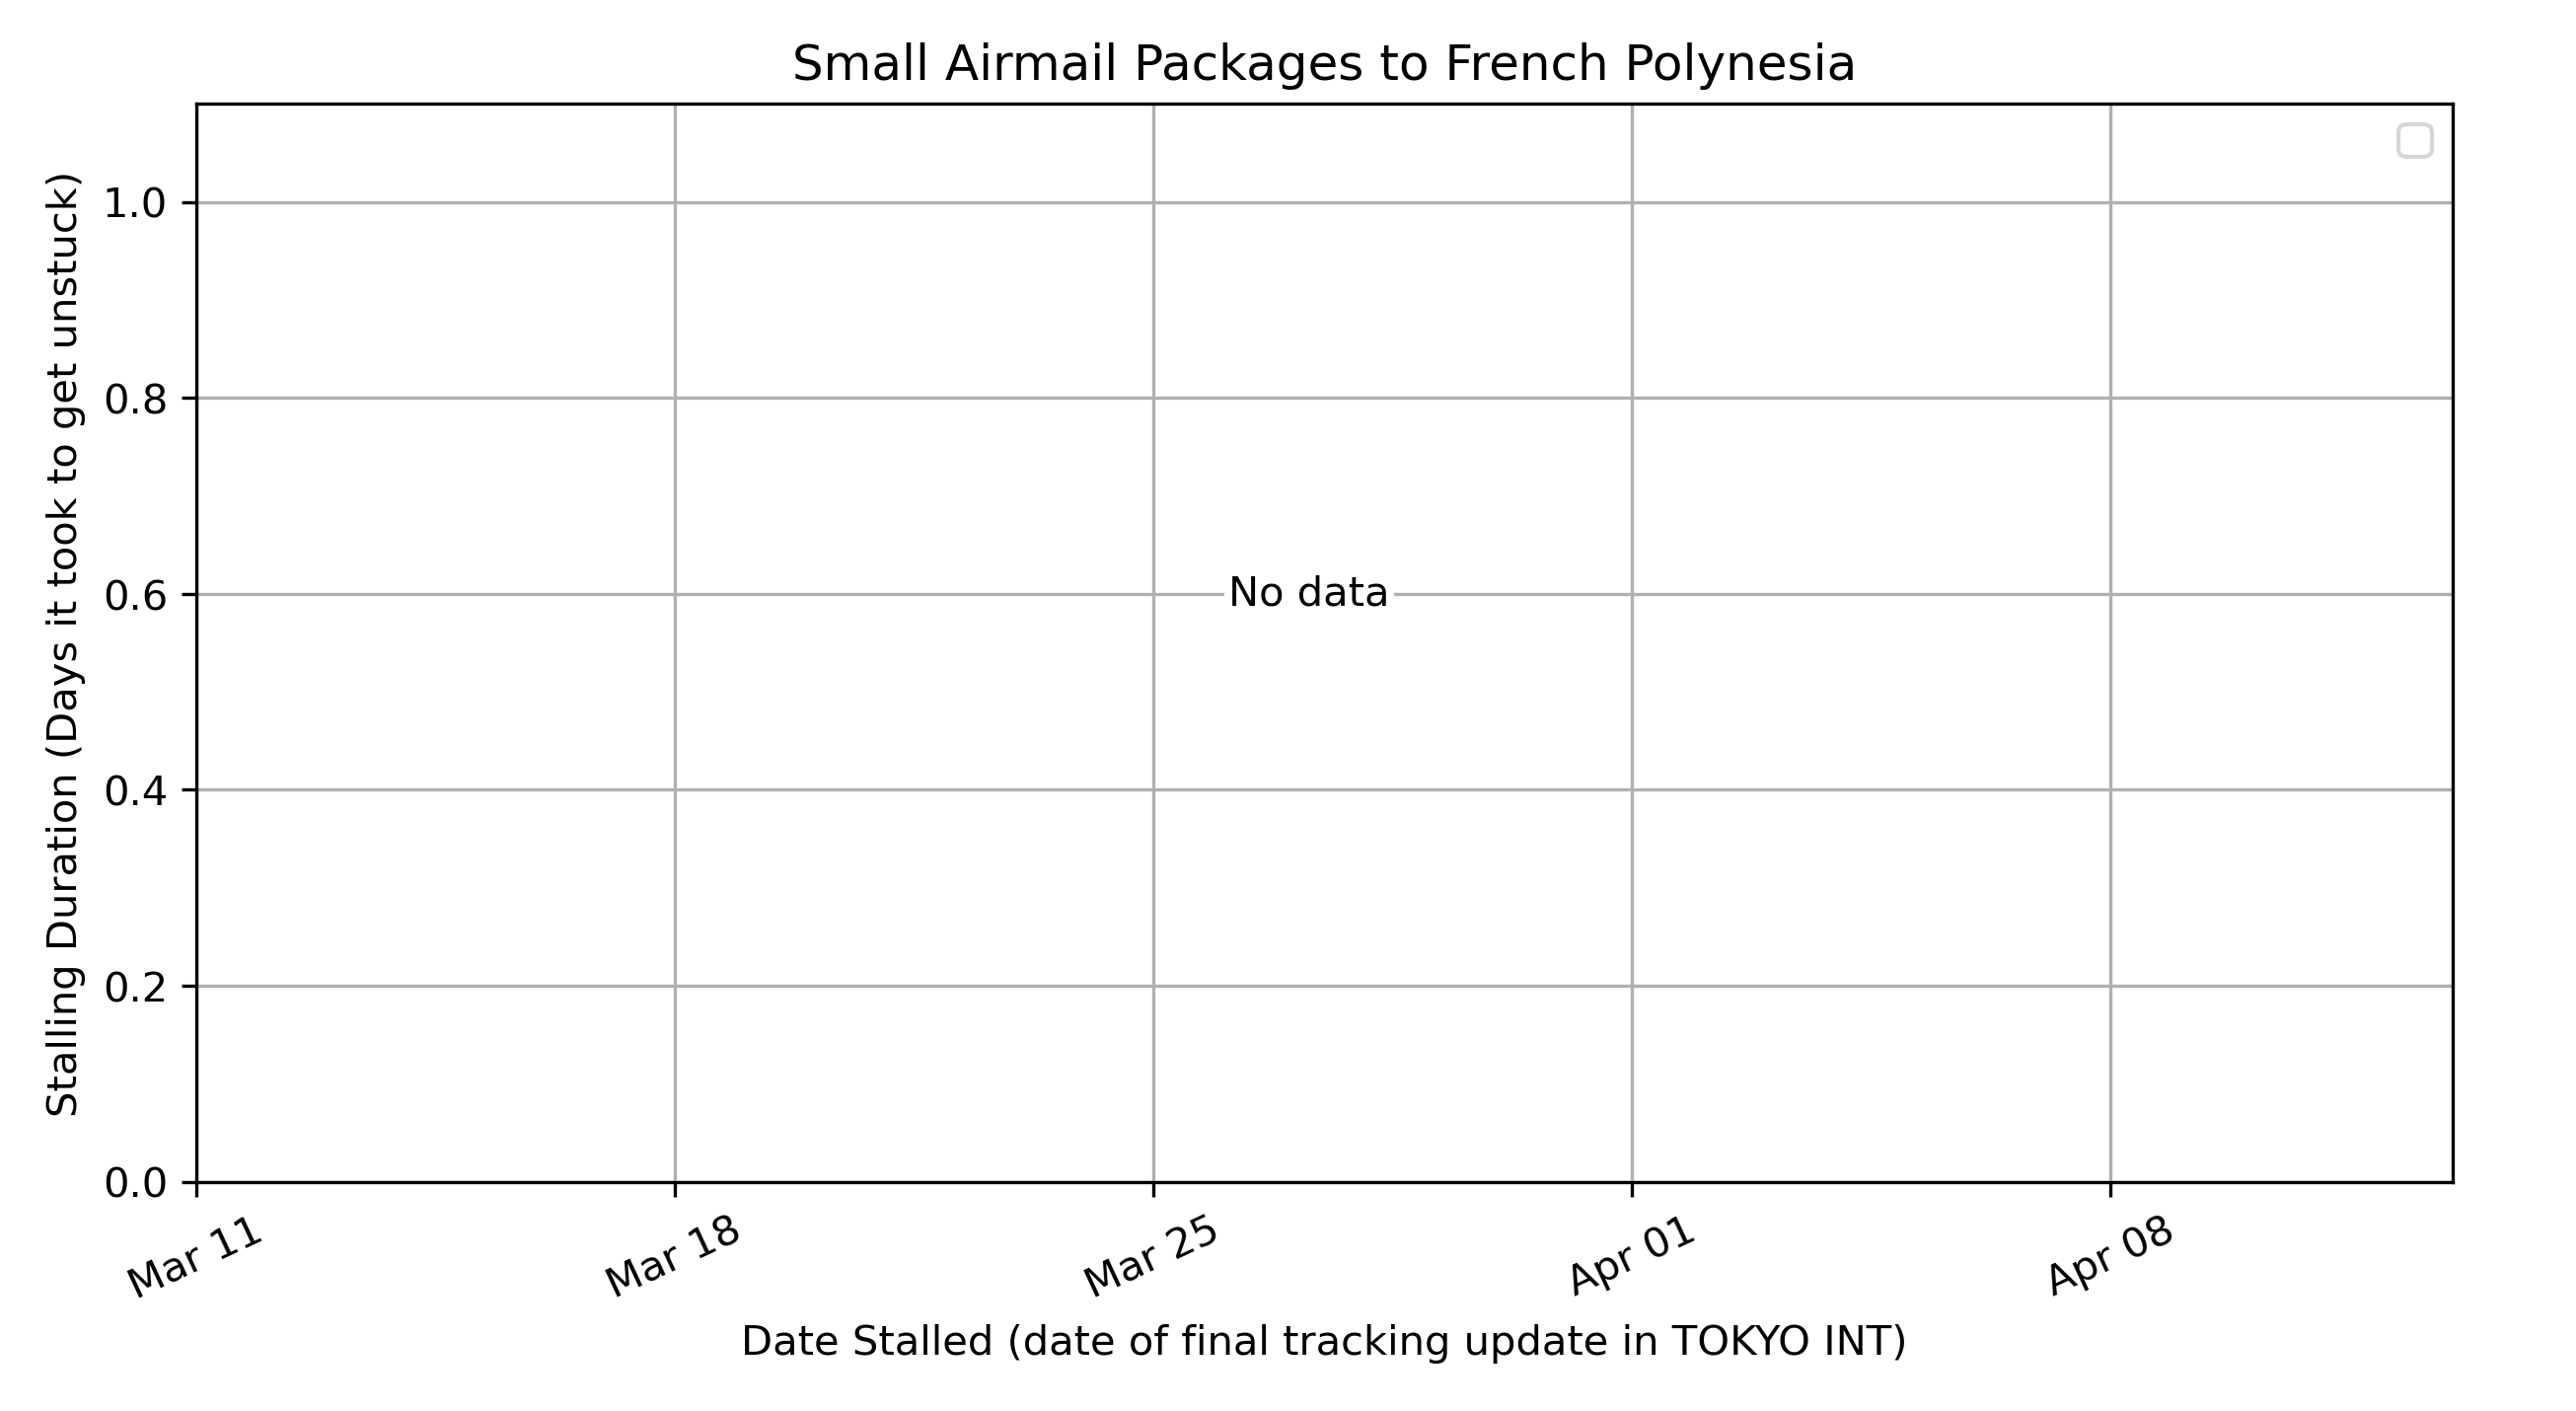 Small Airmail Packages to French Polynesia
Stalling Duration (Days it took to get unstuck)
1.0
0.8
0.6
0.4
0.2
0.0
No data
Mar 11
Mar 18
Mar 25
Apr 01
Apr 08
Date Stalled (date of final tracking update in TOKYO INT)